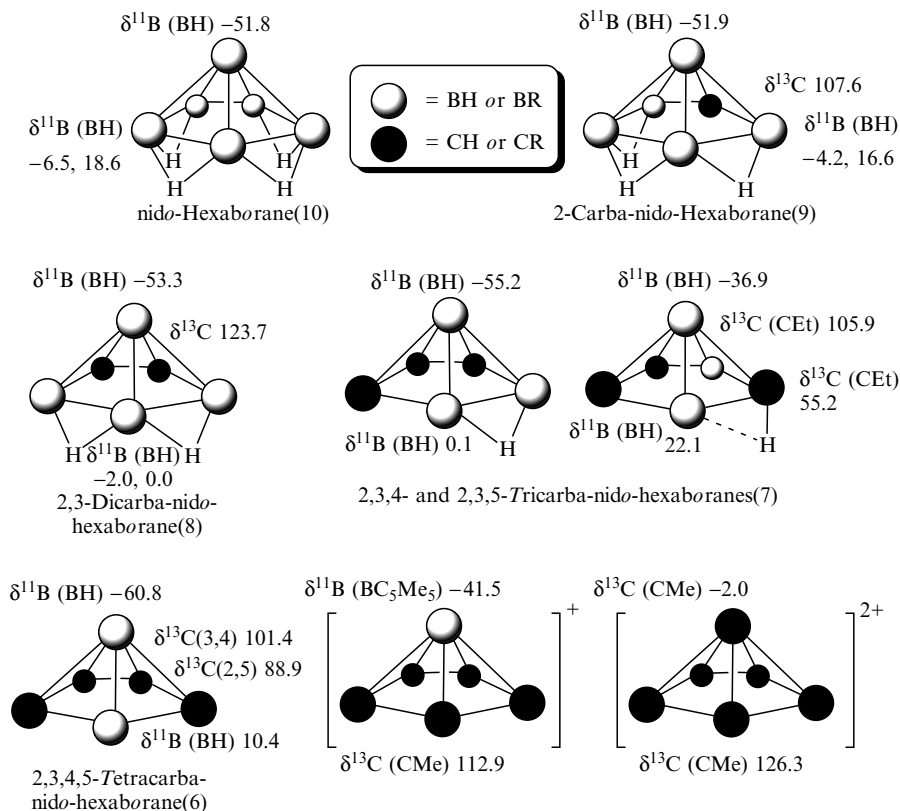 δ¹¹B (BH) −51.8
δ¹¹B (BH)
−6.5, 18.6
H
H
H
H
nido-Hexaborane(10)
= BH or BR
= CH or CR
δ¹¹B (BH) −51.9
δ¹³C 107.6
δ¹¹B (BH)
−4.2, 16.6
H
H
H
2-Carba-nido-Hexaborane(9)
δ¹¹B (BH) −53.3
δ¹³C 123.7
H δ¹¹B (BH) H
−2.0, 0.0
2,3-Dicarba-nido-
hexaborane(8)
δ¹¹B (BH) −55.2
δ¹¹B (BH) 0.1
H
δ¹¹B (BH) −36.9
δ¹³C (CEt) 105.9
δ¹³C (CEt)
55.2
δ¹¹B (BH) 22.1
H
2,3,4- and 2,3,5-Tricarba-nido-hexaboranes(7)
δ¹¹B (BH) −60.8
δ¹³C(3,4) 101.4
δ¹³C(2,5) 88.9
δ¹¹B (BH) 10.4
2,3,4,5-Tetracarba-
nido-hexaborane(6)
δ¹¹B (BC₅Me₅) −41.5
+
δ¹³C (CMe) 112.9
δ¹³C (CMe) −2.0
2+
δ¹³C (CMe) 126.3